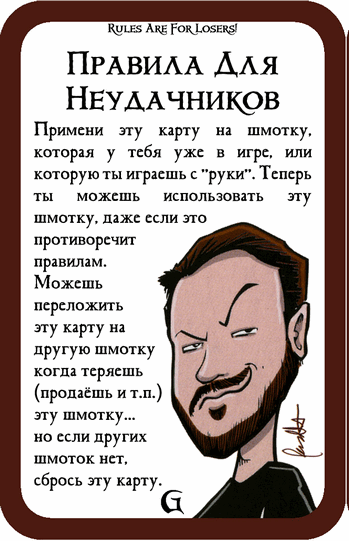 Rules Are For Losers!
Правила Для
Неудачников
Примени эту карту на шмотку,
которая у тебя уже в игре, или
которую ты играешь с "руки". Теперь
ты можешь использовать эту
шмотку, даже если это
противоречит
правилам.
Можешь
переложить
эту карту на
другую шмотку
когда теряешь
(продаёшь и т.п.)
эту шмотку...
но если других
шмоток нет,
сбрось эту карту.
G